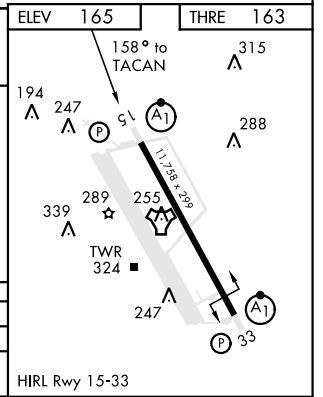 ELEV 165 THRE 163
158° to
TACAN
315
194
247
P
15
A1
288
11,758 x 299
289
255
339
TWR
324
247
A1
P
33
HIRL Rwy 15-33